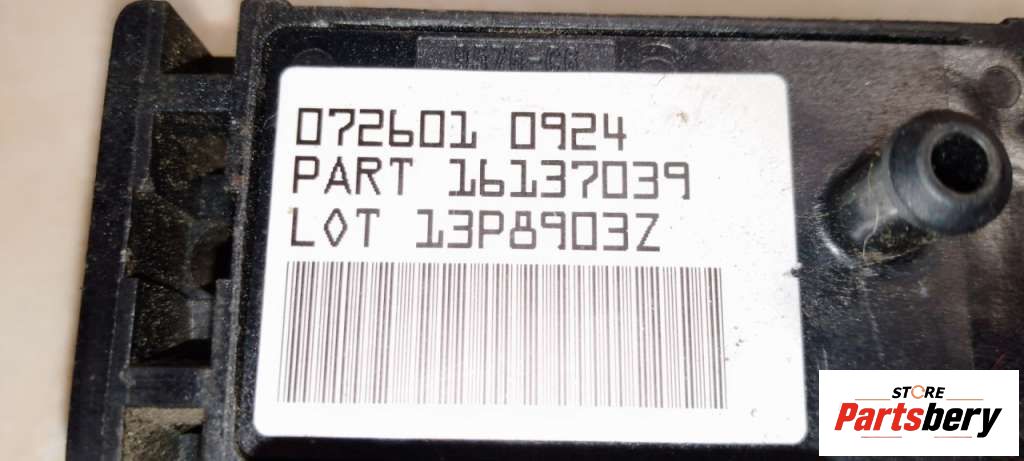 072601 0924
PART 16137039
LOT 13P8903Z
STORE
Partsbery